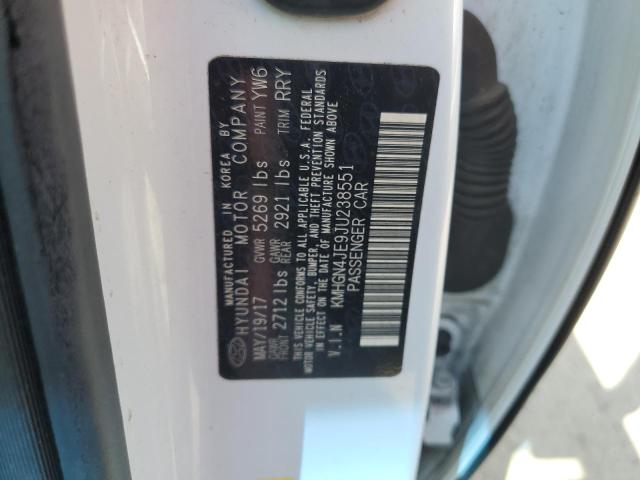 MANUFACTURED IN KOREA BY
HYUNDAI MOTOR COMPANY
MAY/19/17 GVWR 5269 lbs PAINT YW6
GAWR FRONT 2712 lbs GAWR REAR 2921 lbs TRIM RRY
THIS VEHICLE CONFORMS TO ALL APPLICABLE U.S.A. FEDERAL
MOTOR VEHICLE SAFETY, BUMPER, AND THEFT PREVENTION STANDARDS
IN EFFECT ON THE DATE OF MANUFACTURE SHOWN ABOVE
V.I.N KMHGN4JE9JU238551
PASSENGER CAR